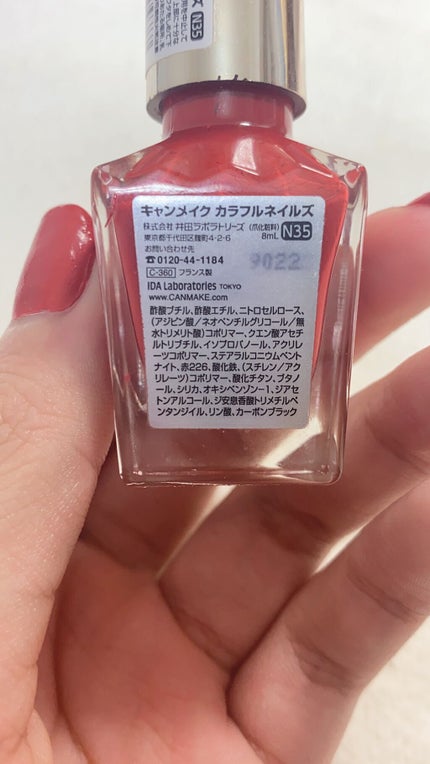 N35
キャンメイク カラフルネイルズ
株式会社 井田ラボラトリーズ (爪化粧料)
東京都千代田区麹町4-2-6 8mL N35
お問い合わせ先
☎0120-44-1184
9022
C-360 フランス製
IDA Laboratories TOKYO
www.CANMAKE.com
酢酸ブチル、酢酸エチル、ニトロセルロース、
(アジピン酸/ネオペンチルグリコール/無
水トリメリト酸)コポリマー、クエン酸アセチ
ルトリブチル、イソプロパノール、アクリレ
ーツコポリマー、ステアラルコニウムベント
ナイト、赤226、酸化鉄、(スチレン/アク
リレーツ)コポリマー、酸化チタン、ブタノ
ール、シリカ、オキシベンゾン-1、ジアセ
トンアルコール、ジ安息香酸トリメチルペ
ンタンジイル、リン酸、カーボンブラック